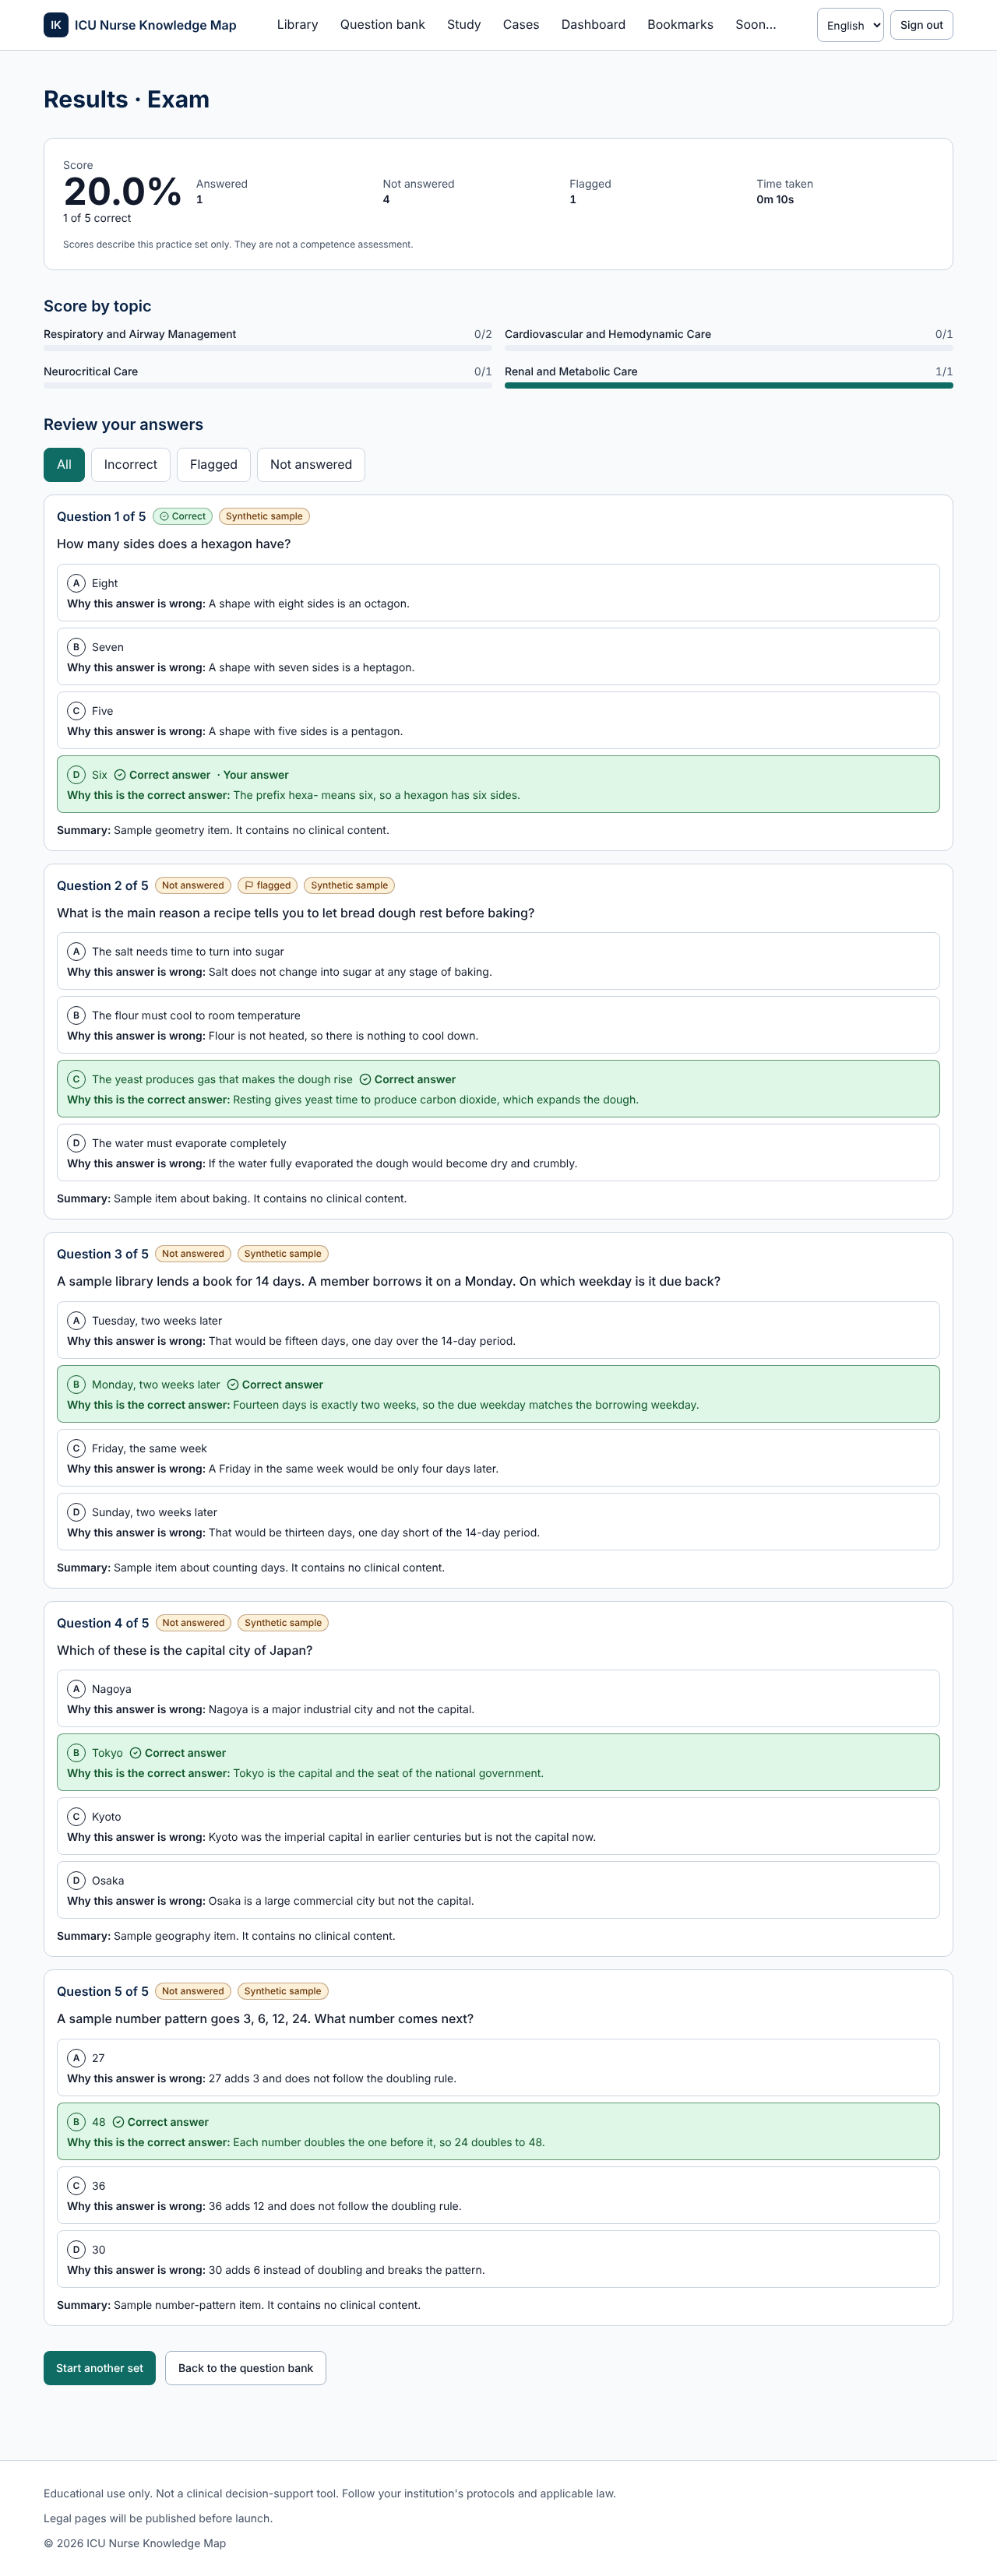 IK ICU Nurse Knowledge Map Library Question bank Study Cases Dashboard Bookmarks Soon... English Sign out
Results · Exam
Score
20.0%
1 of 5 correct
Answered
1
Not answered
4
Flagged
1
Time taken
0m 10s
Scores describe this practice set only. They are not a competence assessment.
Score by topic
Respiratory and Airway Management 0/2
Cardiovascular and Hemodynamic Care 0/1
Neurocritical Care 0/1
Renal and Metabolic Care 1/1
Review your answers
All Incorrect Flagged Not answered
Question 1 of 5 Correct Synthetic sample
How many sides does a hexagon have?
A Eight
Why this answer is wrong: A shape with eight sides is an octagon.
B Seven
Why this answer is wrong: A shape with seven sides is a heptagon.
C Five
Why this answer is wrong: A shape with five sides is a pentagon.
D Six Correct answer · Your answer
Why this is the correct answer: The prefix hexa- means six, so a hexagon has six sides.
Summary: Sample geometry item. It contains no clinical content.
Question 2 of 5 Not answered flagged Synthetic sample
What is the main reason a recipe tells you to let bread dough rest before baking?
A The salt needs time to turn into sugar
Why this answer is wrong: Salt does not change into sugar at any stage of baking.
B The flour must cool to room temperature
Why this answer is wrong: Flour is not heated, so there is nothing to cool down.
C The yeast produces gas that makes the dough rise Correct answer
Why this is the correct answer: Resting gives yeast time to produce carbon dioxide, which expands the dough.
D The water must evaporate completely
Why this answer is wrong: If the water fully evaporated the dough would become dry and crumbly.
Summary: Sample item about baking. It contains no clinical content.
Question 3 of 5 Not answered Synthetic sample
A sample library lends a book for 14 days. A member borrows it on a Monday. On which weekday is it due back?
A Tuesday, two weeks later
Why this answer is wrong: That would be fifteen days, one day over the 14-day period.
B Monday, two weeks later Correct answer
Why this is the correct answer: Fourteen days is exactly two weeks, so the due weekday matches the borrowing weekday.
C Friday, the same week
Why this answer is wrong: A Friday in the same week would be only four days later.
D Sunday, two weeks later
Why this answer is wrong: That would be thirteen days, one day short of the 14-day period.
Summary: Sample item about counting days. It contains no clinical content.
Question 4 of 5 Not answered Synthetic sample
Which of these is the capital city of Japan?
A Nagoya
Why this answer is wrong: Nagoya is a major industrial city and not the capital.
B Tokyo Correct answer
Why this is the correct answer: Tokyo is the capital and the seat of the national government.
C Kyoto
Why this answer is wrong: Kyoto was the imperial capital in earlier centuries but is not the capital now.
D Osaka
Why this answer is wrong: Osaka is a large commercial city but not the capital.
Summary: Sample geography item. It contains no clinical content.
Question 5 of 5 Not answered Synthetic sample
A sample number pattern goes 3, 6, 12, 24. What number comes next?
A 27
Why this answer is wrong: 27 adds 3 and does not follow the doubling rule.
B 48 Correct answer
Why this is the correct answer: Each number doubles the one before it, so 24 doubles to 48.
C 36
Why this answer is wrong: 36 adds 12 and does not follow the doubling rule.
D 30
Why this answer is wrong: 30 adds 6 instead of doubling and breaks the pattern.
Summary: Sample number-pattern item. It contains no clinical content.
Start another set Back to the question bank
Educational use only. Not a clinical decision-support tool. Follow your institution's protocols and applicable law.
Legal pages will be published before launch.
© 2026 ICU Nurse Knowledge Map